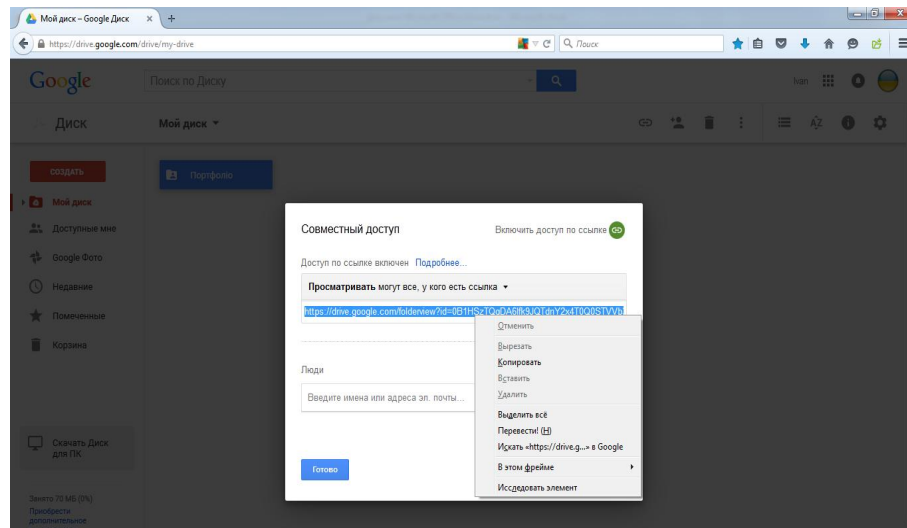 Мой диск – Google Диск
https://drive.google.com/drive/my-drive
Поиск
Google
Поиск по Диску
Ivan
Диск
Мой диск
СОЗДАТЬ
Portfolio
Мой диск
Доступные мне
Google Фото
Недавние
Помеченные
Корзина
Скачать Диск
для ПК
Занято 70 МБ (0%)
Приобрести
дополнительное
Совместный доступ
Включить доступ по ссылке
Доступ по ссылке включен Подробнее...
Просматривать могут все, у кого есть ссылка
Люди
Введите имена или адреса эл. почты...
Готово
Отменить
Вырезать
Копировать
Вставить
Удалить
Выделить всё
Перевести! (H)
Искать «https://drive.g...» в Google
В этом фрейме
Исследовать элемент